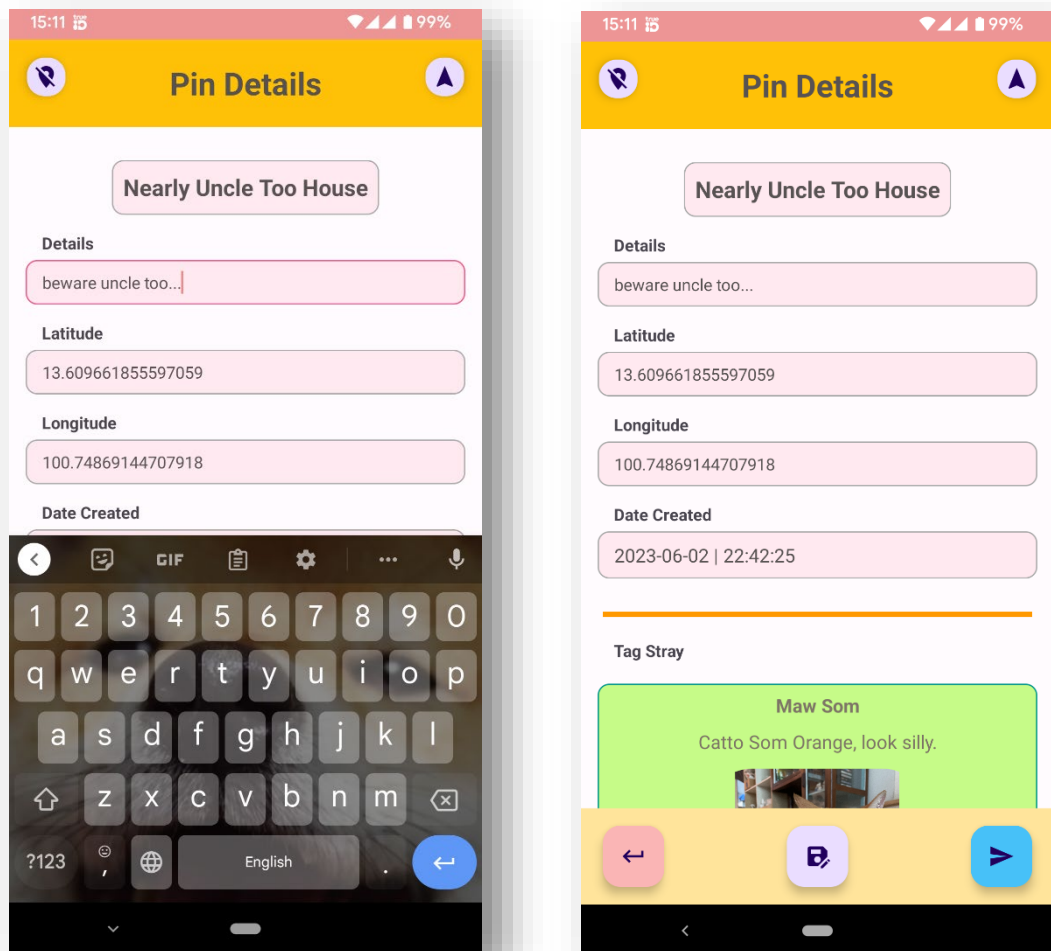 15:11 99%
Pin Details
Nearly Uncle Too House
Details
beware uncle too...
Latitude
13.609661855597059
Longitude
100.74869144707918
Date Created
GIF
1 2 3 4 5 6 7 8 9 0
q w e r t y u i o p
a s d f g h j k l
z x c v b n m
?123 , English .
15:11 99%
Pin Details
Nearly Uncle Too House
Details
beware uncle too...
Latitude
13.609661855597059
Longitude
100.74869144707918
Date Created
2023-06-02 | 22:42:25
Tag Stray
Maw Som
Catto Som Orange, look silly.